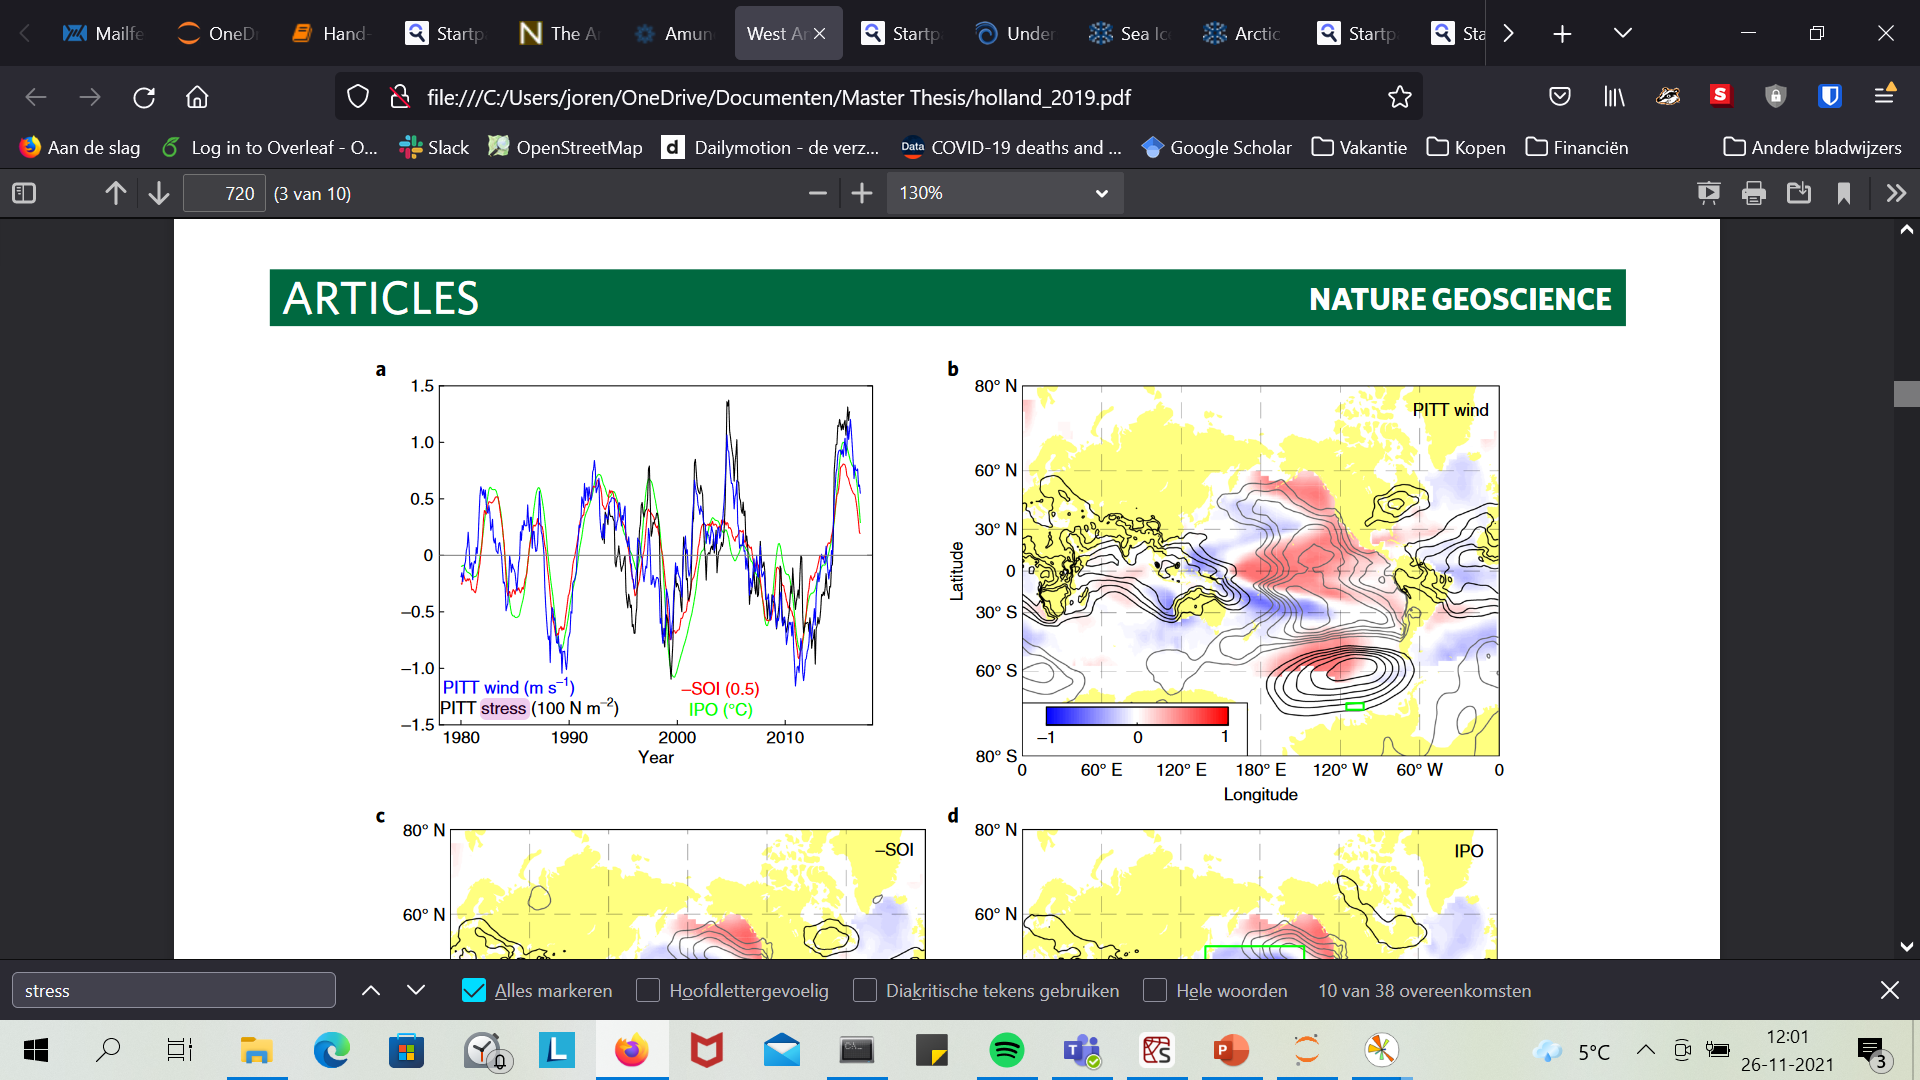 Mailfe
OneD
Hand-
Startp
The A
Amun
West Ar
Startp
Under
Sea Ic
Arctic
Startp
Sta
file:///C:/Users/joren/OneDrive/Documenten/Master Thesis/holland_2019.pdf
Aan de slag
Log in to Overleaf - O...
Slack
OpenStreetMap
Dailymotion - de verz...
COVID-19 deaths and ...
Google Scholar
Vakantie
Kopen
Financiën
Andere bladwijzers
720 (3 van 10)
130%
ARTICLES
NATURE GEOSCIENCE
a
1.5
1.0
0.5
0
–0.5
–1.0
–1.5
PITT wind (m s⁻¹)
PITT stress (100 N m⁻²)
–SOI (0.5)
IPO (°C)
1980 1990 2000 2010
Year
b
PITT wind
80° N
60° N
30° N
0
30° S
60° S
80° S
Latitude
–1 0 1
0 60° E 120° E 180° E 120° W 60° W 0
Longitude
c
80° N
60° N
–SOI
d
80° N
60° N
IPO
stress
Alles markeren
Hoofdlettergevoelig
Diakritische tekens gebruiken
Hele woorden
10 van 38 overeenkomsten
5°C
12:01
26-11-2021
3